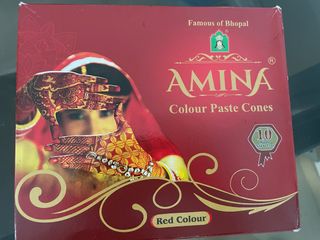 Famous of Bhopal
AMINA®
Colour Paste Cones
10
Red Colour